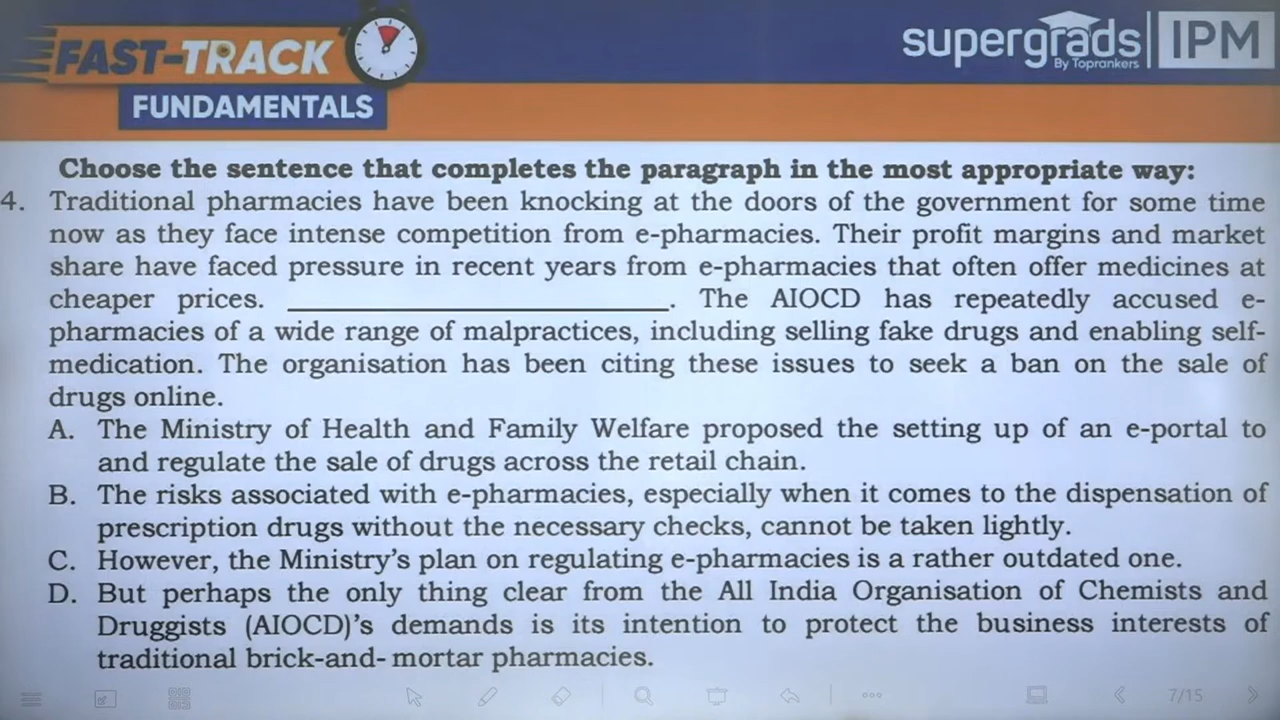 FAST-TRACK
FUNDAMENTALS
supergrads
By Toprankers
IPM
Choose the sentence that completes the paragraph in the most appropriate way:
4. Traditional pharmacies have been knocking at the doors of the government for some time
now as they face intense competition from e-pharmacies. Their profit margins and market
share have faced pressure in recent years from e-pharmacies that often offer medicines at
cheaper prices. ______________________________. The AIOCD has repeatedly accused e-
pharmacies of a wide range of malpractices, including selling fake drugs and enabling self-
medication. The organisation has been citing these issues to seek a ban on the sale of
drugs online.
A. The Ministry of Health and Family Welfare proposed the setting up of an e-portal to
and regulate the sale of drugs across the retail chain.
B. The risks associated with e-pharmacies, especially when it comes to the dispensation of
prescription drugs without the necessary checks, cannot be taken lightly.
C. However, the Ministry's plan on regulating e-pharmacies is a rather outdated one.
D. But perhaps the only thing clear from the All India Organisation of Chemists and
Druggists (AIOCD)'s demands is its intention to protect the business interests of
traditional brick-and- mortar pharmacies.
7/15